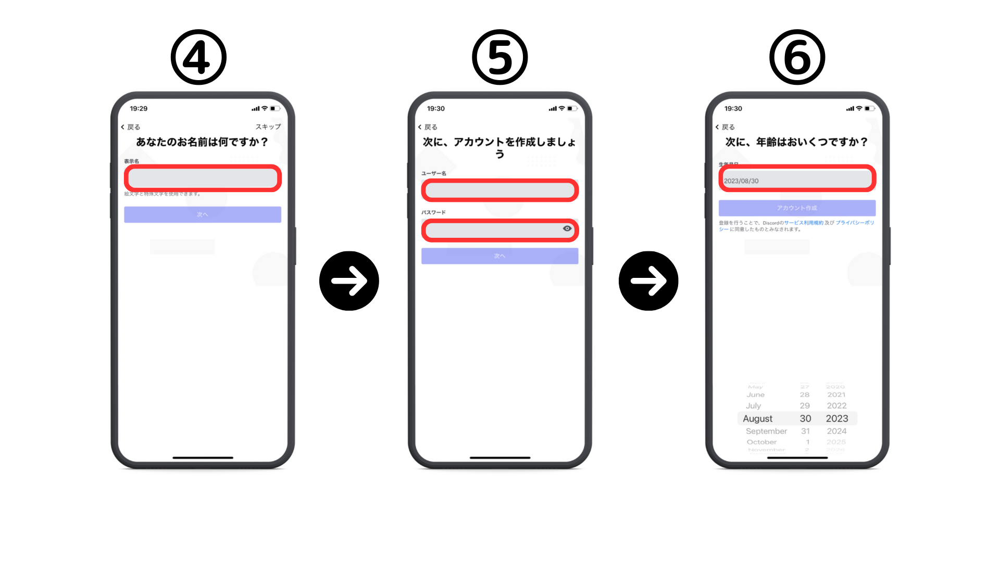 ④
19:29
戻る
スキップ
あなたのお名前は何ですか？
表示名
絵文字と特殊文字を使用できます。
次へ
⑤
19:30
戻る
次に、アカウントを作成しましょ
う
ユーザー名
パスワード
次へ
⑥
19:30
戻る
次に、年齢はおいくつですか？
生年月日
2023/08/30
アカウント作成
登録を行うことで、Discordのサービス利用規約 及び プライバシーポリ
シー に同意したものとみなされます。
May 27 2020
June 28 2021
July 29 2022
August 30 2023
September 31 2024
October 1 2025
November 2 2026